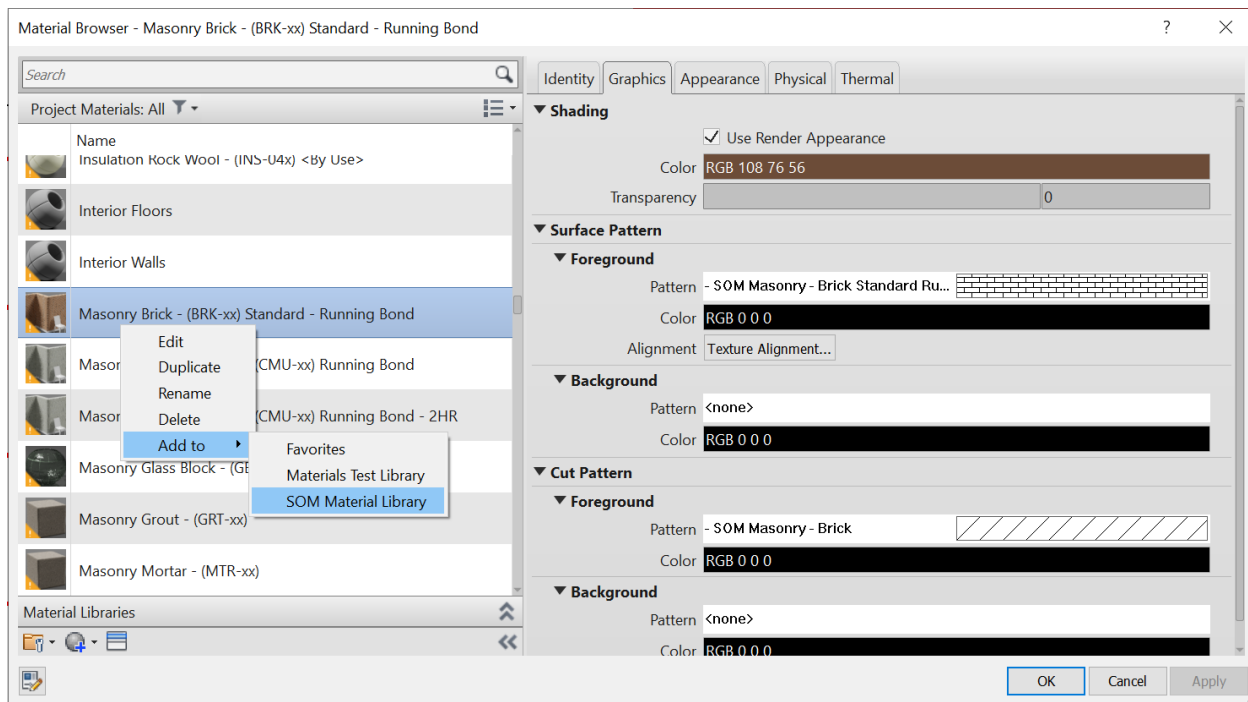 Material Browser - Masonry Brick - (BRK-xx) Standard - Running Bond
?
Search
Project Materials: All
Name
Insulation Rock Wool - (INS-04x) <By Use>
Interior Floors
Interior Walls
Masonry Brick - (BRK-xx) Standard - Running Bond
Mason
(CMU-xx) Running Bond
Mason
(CMU-xx) Running Bond - 2HR
Masonry Glass Block - (GB
Masonry Grout - (GRT-xx)
Masonry Mortar - (MTR-xx)
Edit
Duplicate
Rename
Delete
Add to
Favorites
Materials Test Library
SOM Material Library
Material Libraries
Identity
Graphics
Appearance
Physical
Thermal
Shading
Use Render Appearance
Color RGB 108 76 56
Transparency 0
Surface Pattern
Foreground
Pattern - SOM Masonry - Brick Standard Ru...
Color RGB 0 0 0
Alignment Texture Alignment...
Background
Pattern <none>
Color RGB 0 0 0
Cut Pattern
Foreground
Pattern - SOM Masonry - Brick
Color RGB 0 0 0
Background
Pattern <none>
Color RGB 0 0 0
OK
Cancel
Apply